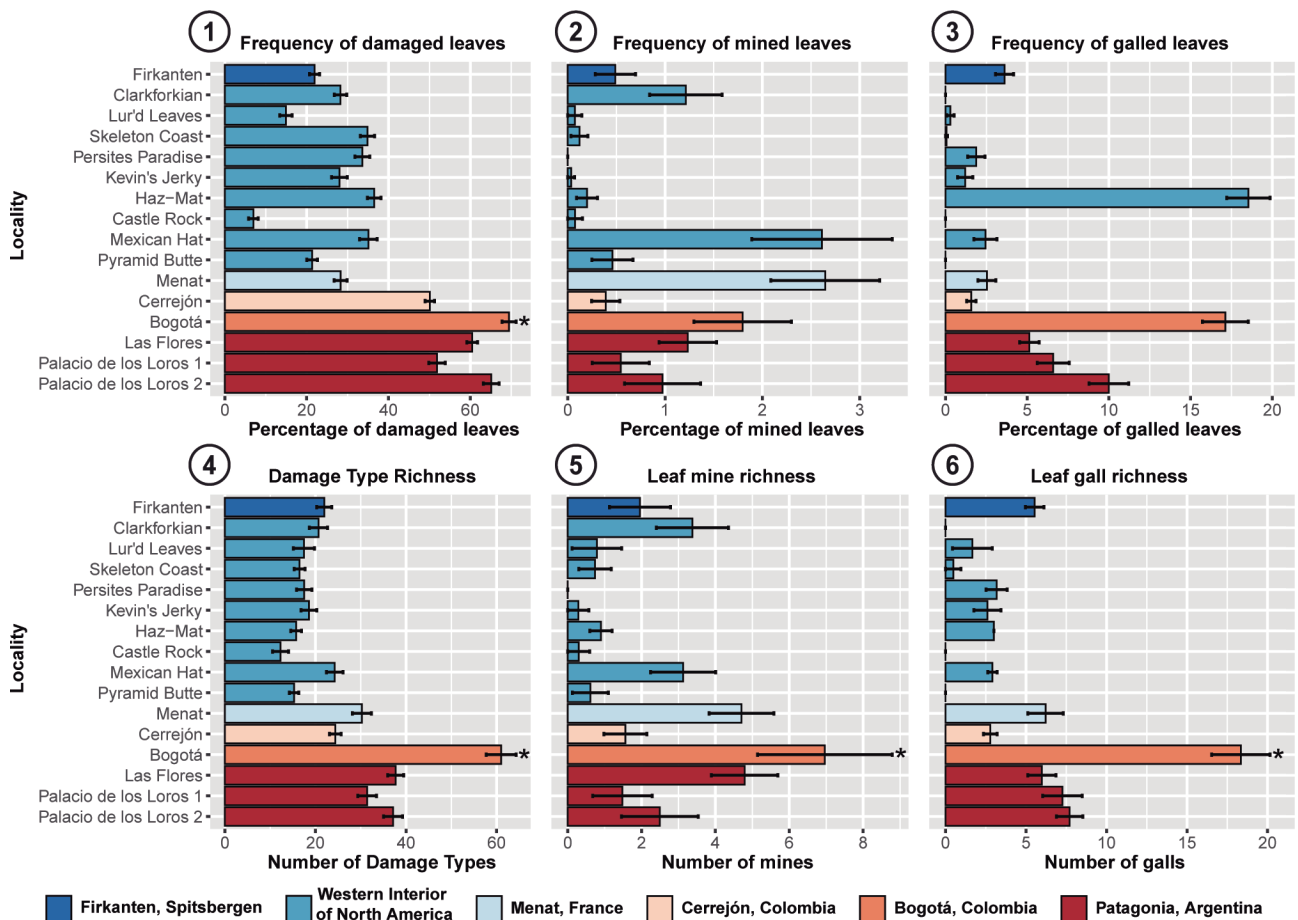 1 Frequency of damaged leaves
2 Frequency of mined leaves
3 Frequency of galled leaves
Locality
Firkanten
Clarkforkian
Lur'd Leaves
Skeleton Coast
Persites Paradise
Kevin's Jerky
Haz−Mat
Castle Rock
Mexican Hat
Pyramid Butte
Menat
Cerrejón
Bogotá
*
Las Flores
Palacio de los Loros 1
Palacio de los Loros 2
0 20 40 60
0 1 2 3
0 5 10 15 20
Percentage of damaged leaves
Percentage of mined leaves
Percentage of galled leaves
4 Damage Type Richness
5 Leaf mine richness
6 Leaf gall richness
Locality
Firkanten
Clarkforkian
Lur'd Leaves
Skeleton Coast
Persites Paradise
Kevin's Jerky
Haz−Mat
Castle Rock
Mexican Hat
Pyramid Butte
Menat
Cerrejón
Bogotá
* * *
Las Flores
Palacio de los Loros 1
Palacio de los Loros 2
0 20 40 60
0 2 4 6 8
0 5 10 15 20
Number of Damage Types
Number of mines
Number of galls
Firkanten, Spitsbergen
Western Interior
of North America
Menat, France
Cerrejón, Colombia
Bogotá, Colombia
Patagonia, Argentina